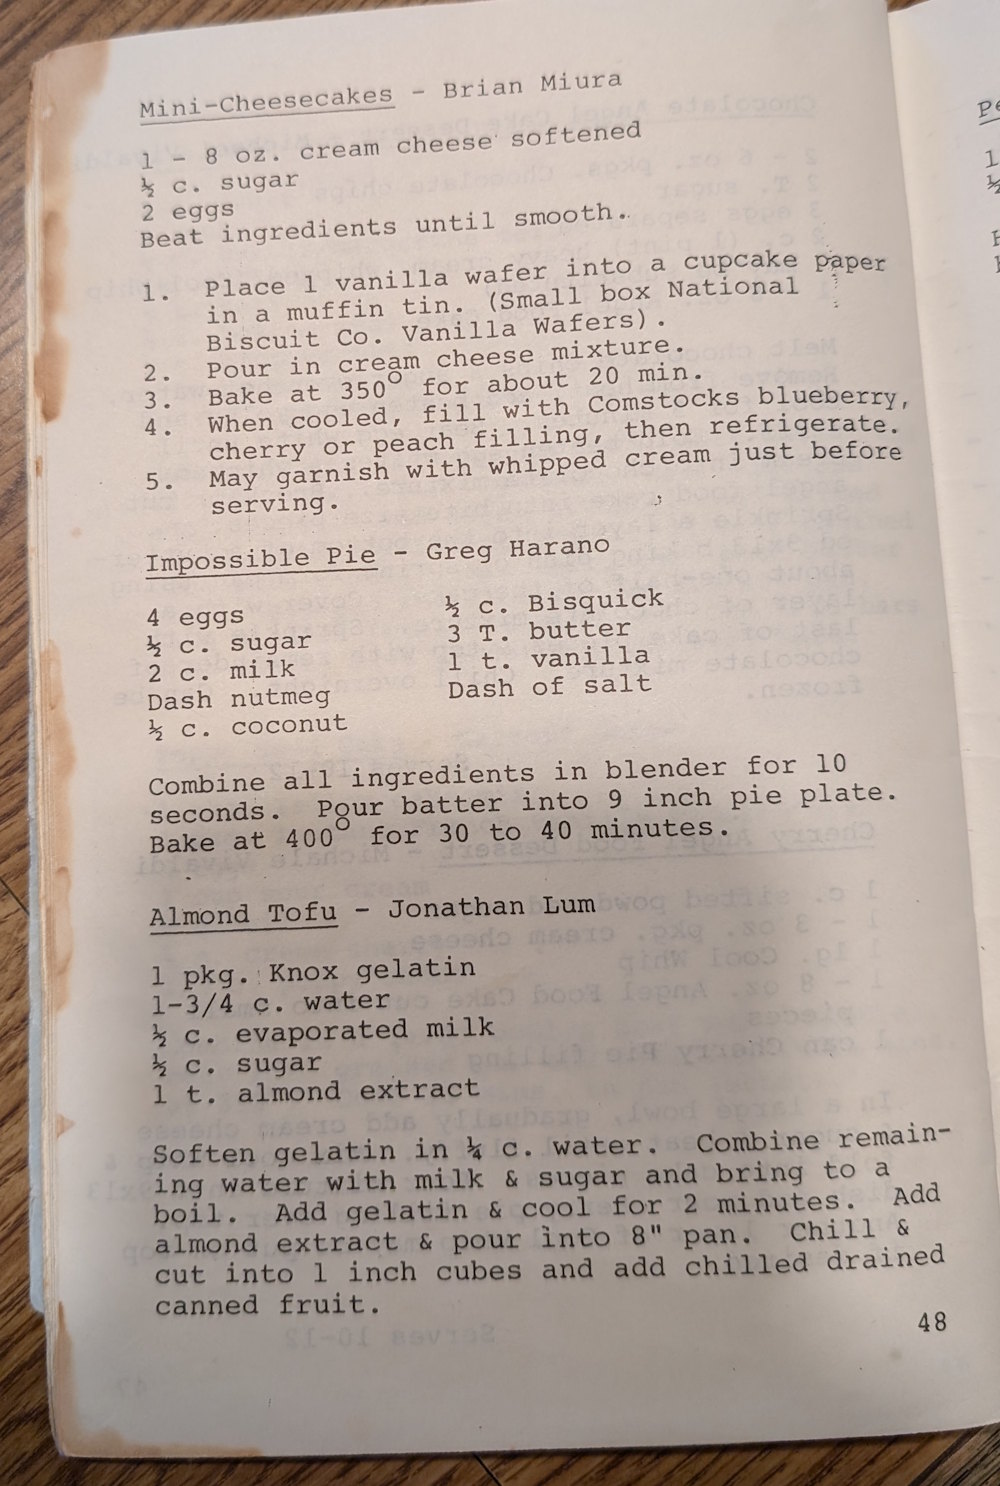 Mini-Cheesecakes - Brian Miura
1 - 8 oz. cream cheese softened
½ c. sugar
2 eggs
Beat ingredients until smooth.
1. Place 1 vanilla wafer into a cupcake paper
in a muffin tin. (Small box National
Biscuit Co. Vanilla Wafers).
2. Pour in cream cheese mixture.
3. Bake at 350° for about 20 min.
4. When cooled, fill with Comstocks blueberry,
cherry or peach filling, then refrigerate.
5. May garnish with whipped cream just before
serving.
Impossible Pie - Greg Harano
4 eggs
½ c. sugar
2 c. milk
Dash nutmeg
½ c. coconut
½ c. Bisquick
3 T. butter
1 t. vanilla
Dash of salt
Combine all ingredients in blender for 10
seconds. Pour batter into 9 inch pie plate.
Bake at 400° for 30 to 40 minutes.
Almond Tofu - Jonathan Lum
1 pkg. Knox gelatin
1-3/4 c. water
½ c. evaporated milk
½ c. sugar
1 t. almond extract
Soften gelatin in ¼ c. water. Combine remain-
ing water with milk & sugar and bring to a
boil. Add gelatin & cool for 2 minutes. Add
almond extract & pour into 8" pan. Chill &
cut into 1 inch cubes and add chilled drained
canned fruit.
48